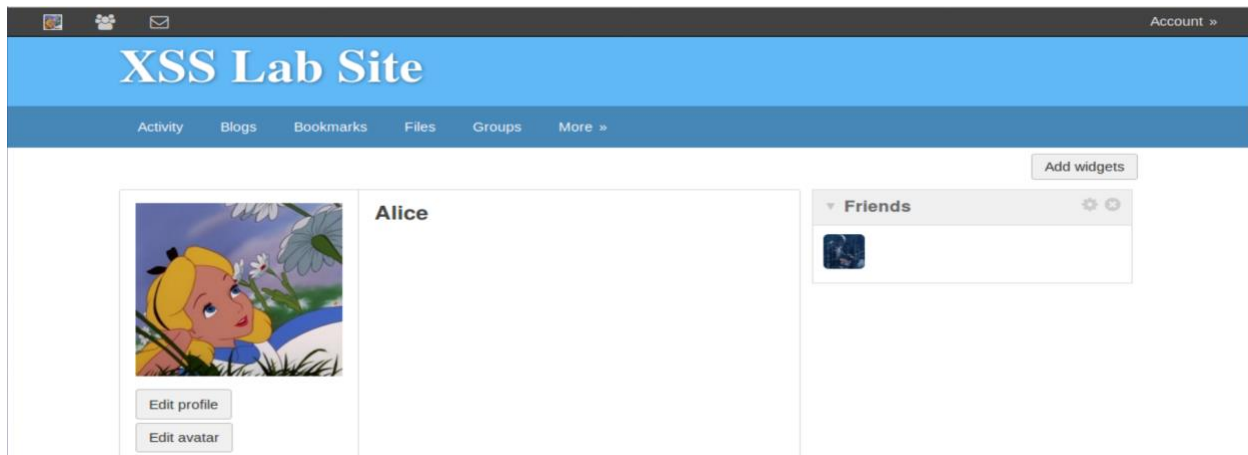 Account »
XSS Lab Site
Activity Blogs Bookmarks Files Groups More »
Add widgets
Alice
Friends
Edit profile
Edit avatar